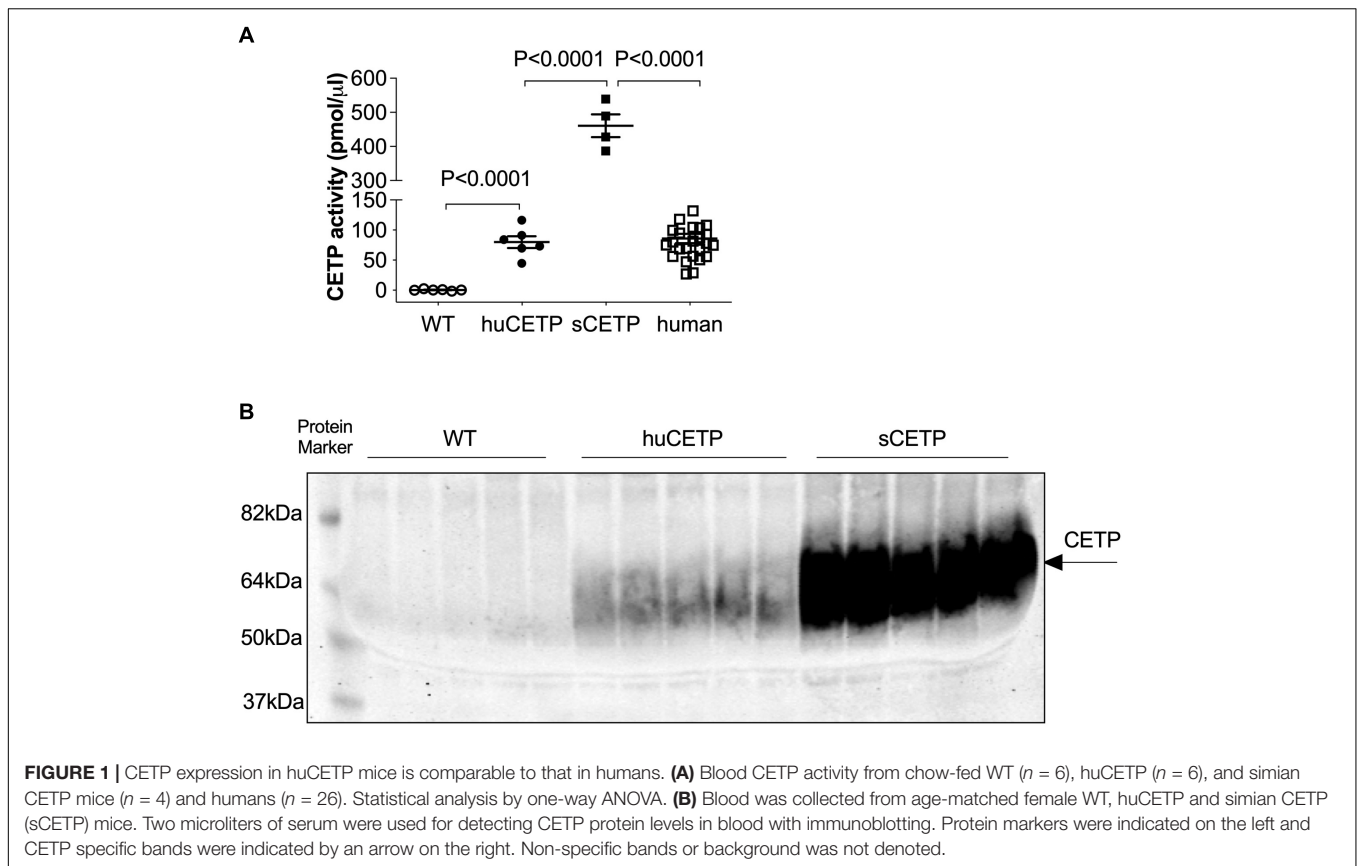 A
P<0.0001 P<0.0001
CETP activity (pmol/µl)
600
500
400
300
P<0.0001
150
100
50
0
WT huCETP sCETP human
B
Protein
Marker
WT huCETP sCETP
82kDa
CETP
64kDa
50kDa
37kDa
FIGURE 1 | CETP expression in huCETP mice is comparable to that in humans. (A) Blood CETP activity from chow-fed WT (n = 6), huCETP (n = 6), and simian
CETP mice (n = 4) and humans (n = 26). Statistical analysis by one-way ANOVA. (B) Blood was collected from age-matched female WT, huCETP and simian CETP
(sCETP) mice. Two microliters of serum were used for detecting CETP protein levels in blood with immunoblotting. Protein markers were indicated on the left and
CETP specific bands were indicated by an arrow on the right. Non-specific bands or background was not denoted.